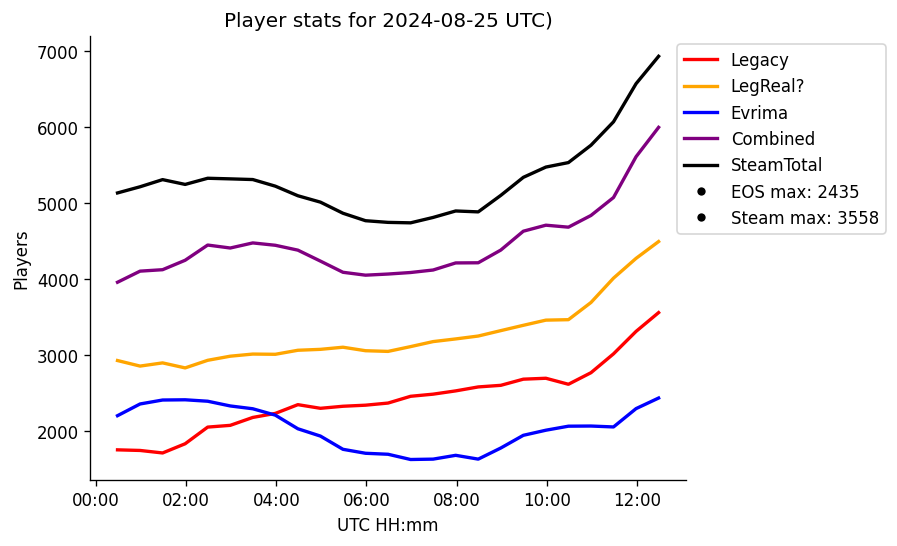 Player stats for 2024-08-25 UTC)
7000
6000
5000
4000
3000
2000
Players
00:00 02:00 04:00 06:00 08:00 10:00 12:00
UTC HH:mm
Legacy
LegReal?
Evrima
Combined
SteamTotal
EOS max: 2435
Steam max: 3558